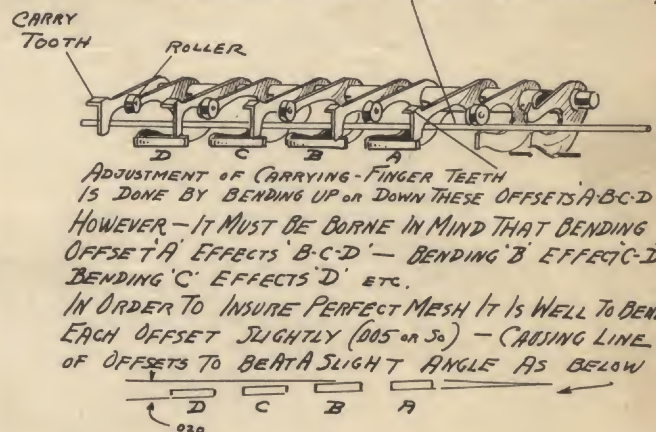 CARRY
TOOTH
ROLLER
D C B A
ADJUSTMENT OF CARRYING-FINGER TEETH
IS DONE BY BENDING UP OR DOWN THESE OFFSETS 'A-B-C-D
HOWEVER - IT MUST BE BORNE IN MIND THAT BENDING
OFFSET 'A' EFFECTS 'B-C-D' - BENDING 'B' EFFECT 'C-D
BENDING 'C' EFFECTS 'D' ETC.
IN ORDER TO INSURE PERFECT MESH IT IS WELL TO BEN
EACH OFFSET SLIGHTLY (.005 OR SO) - CAUSING LINE
OF OFFSETS TO BE AT A SLIGHT ANGLE AS BELOW
D C B A
.020